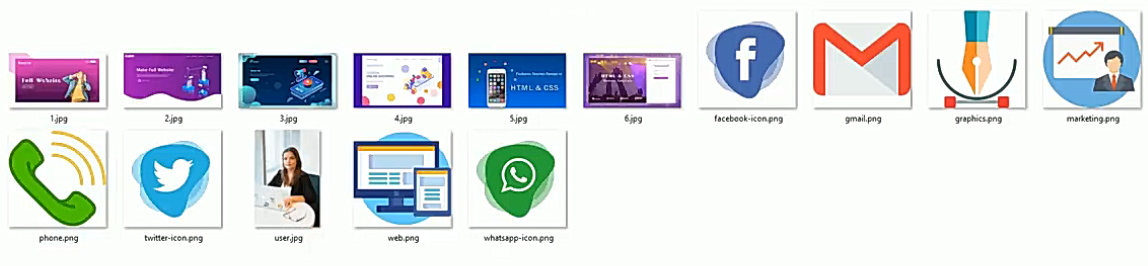 Full Website
Make Full Website
HTML & CSS
HTML & CSS
1.jpg
2.jpg
3.jpg
4.jpg
5.jpg
6.jpg
facebook-icon.png
gmail.png
graphics.png
marketing.png
phone.png
twitter-icon.png
user.jpg
web.png
whatsapp-icon.png